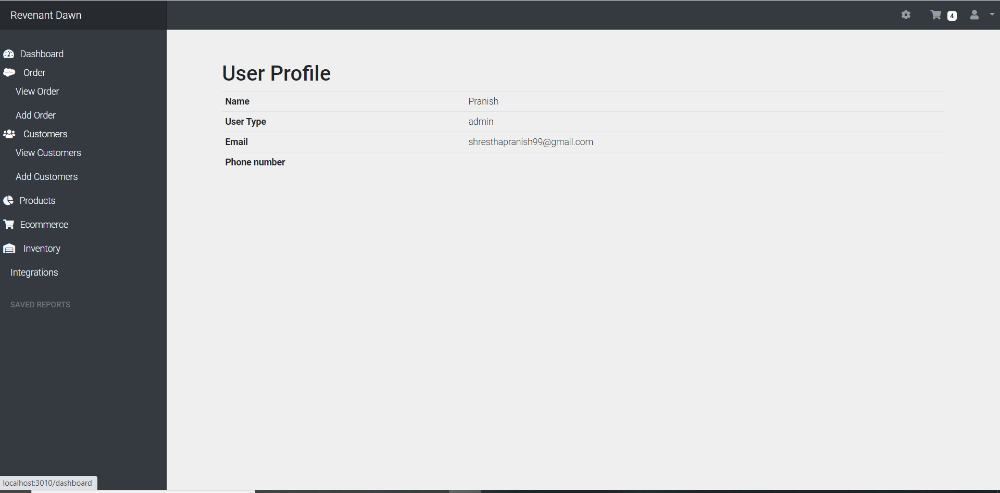 Revenant Dawn
4
Dashboard
Order
View Order
Add Order
Customers
View Customers
Add Customers
Products
Ecommerce
Inventory
Integrations
SAVED REPORTS
User Profile
Name Pranish
User Type admin
Email shresthapranish99@gmail.com
Phone number
localhost:3010/dashboard